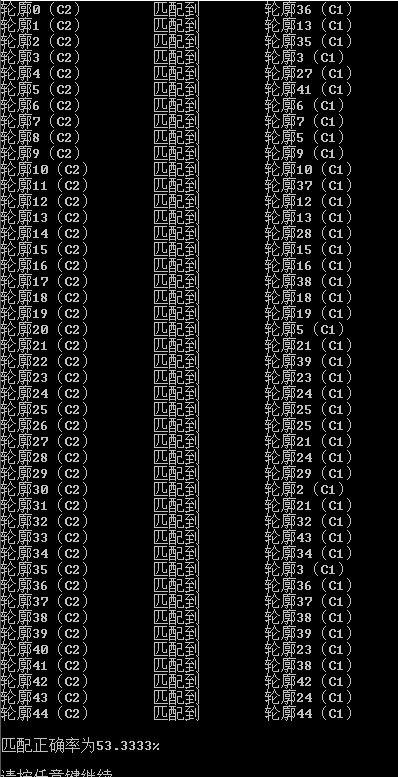 轮廓0（C2） 匹配到 轮廓36（C1）
轮廓1（C2） 匹配到 轮廓13（C1）
轮廓2（C2） 匹配到 轮廓35（C1）
轮廓3（C2） 匹配到 轮廓3（C1）
轮廓4（C2） 匹配到 轮廓27（C1）
轮廓5（C2） 匹配到 轮廓41（C1）
轮廓6（C2） 匹配到 轮廓6（C1）
轮廓7（C2） 匹配到 轮廓7（C1）
轮廓8（C2） 匹配到 轮廓5（C1）
轮廓9（C2） 匹配到 轮廓9（C1）
轮廓10（C2） 匹配到 轮廓10（C1）
轮廓11（C2） 匹配到 轮廓37（C1）
轮廓12（C2） 匹配到 轮廓12（C1）
轮廓13（C2） 匹配到 轮廓13（C1）
轮廓14（C2） 匹配到 轮廓28（C1）
轮廓15（C2） 匹配到 轮廓15（C1）
轮廓16（C2） 匹配到 轮廓16（C1）
轮廓17（C2） 匹配到 轮廓38（C1）
轮廓18（C2） 匹配到 轮廓18（C1）
轮廓19（C2） 匹配到 轮廓19（C1）
轮廓20（C2） 匹配到 轮廓5（C1）
轮廓21（C2） 匹配到 轮廓21（C1）
轮廓22（C2） 匹配到 轮廓39（C1）
轮廓23（C2） 匹配到 轮廓23（C1）
轮廓24（C2） 匹配到 轮廓24（C1）
轮廓25（C2） 匹配到 轮廓25（C1）
轮廓26（C2） 匹配到 轮廓25（C1）
轮廓27（C2） 匹配到 轮廓21（C1）
轮廓28（C2） 匹配到 轮廓24（C1）
轮廓29（C2） 匹配到 轮廓29（C1）
轮廓30（C2） 匹配到 轮廓2（C1）
轮廓31（C2） 匹配到 轮廓21（C1）
轮廓32（C2） 匹配到 轮廓32（C1）
轮廓33（C2） 匹配到 轮廓43（C1）
轮廓34（C2） 匹配到 轮廓34（C1）
轮廓35（C2） 匹配到 轮廓3（C1）
轮廓36（C2） 匹配到 轮廓36（C1）
轮廓37（C2） 匹配到 轮廓37（C1）
轮廓38（C2） 匹配到 轮廓38（C1）
轮廓39（C2） 匹配到 轮廓39（C1）
轮廓40（C2） 匹配到 轮廓23（C1）
轮廓41（C2） 匹配到 轮廓38（C1）
轮廓42（C2） 匹配到 轮廓42（C1）
轮廓43（C2） 匹配到 轮廓24（C1）
轮廓44（C2） 匹配到 轮廓44（C1）
匹配正确率为53.3333%
请按任意键继续